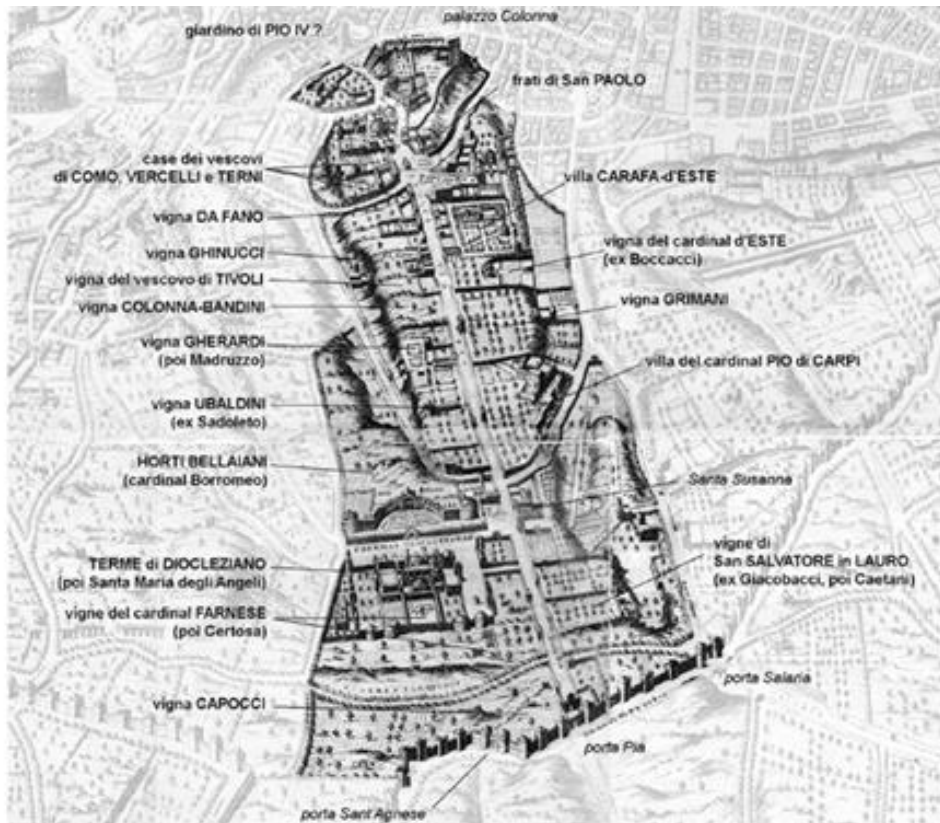 palazzo Colonna
giardino di PIO IV ?
frati di San PAOLO
case dei vescovi
di COMO, VERCELLI e TERNI
villa CARAFA-d'ESTE
vigna DA FANO
vigna GHINUCCI
vigna del cardinal d'ESTE
(ex Boccacci)
vigna del vescovo di TIVOLI
vigna COLONNA-BANDINI
vigna GRIMANI
vigna GHERARDI
(poi Madruzzo)
villa del cardinal PIO di CARPI
vigna UBALDINI
(ex Sadoleto)
HORTI BELLAIANI
(cardinal Borromeo)
Santa Susanna
vigne di
San SALVATORE in LAURO
(ex Giacobacci, poi Caetani)
TERME di DIOCLEZIANO
(poi Santa Maria degli Angeli)
vigne del cardinal FARNESE
(poi Certosa)
porta Salaria
vigna CAPOCCI
porta Pia
porta Sant'Agnese